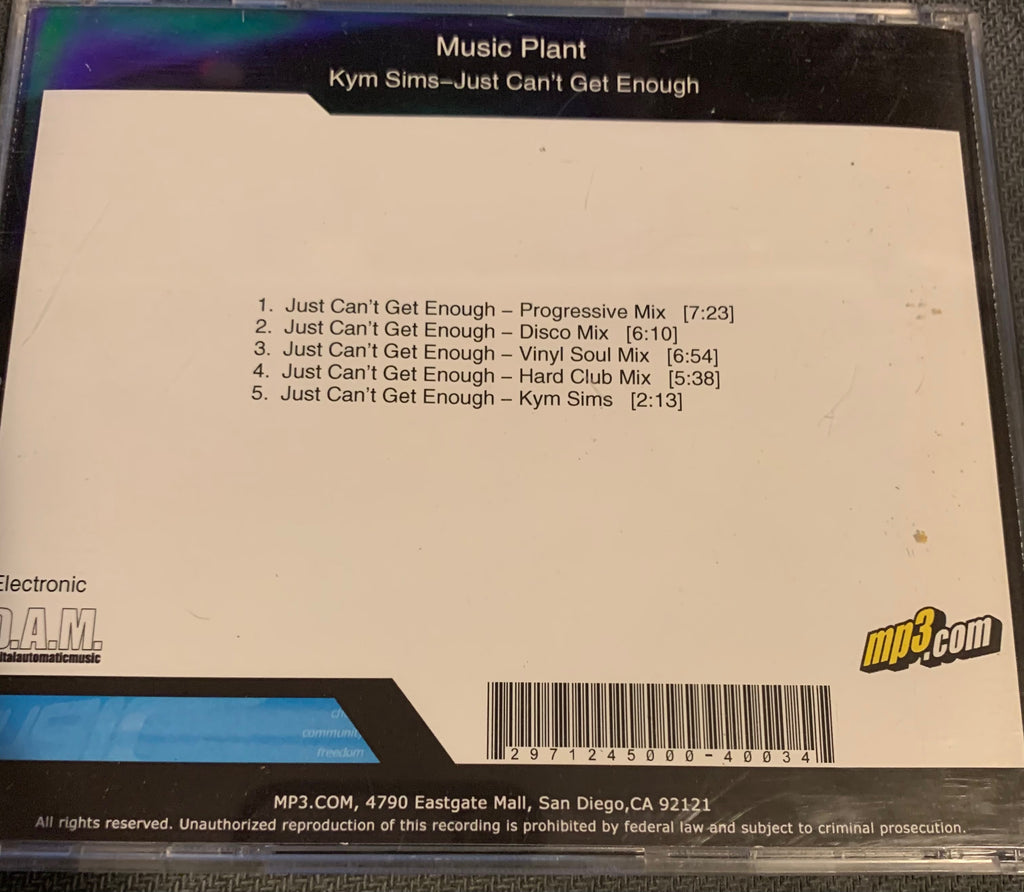 Music Plant
Kym Sims–Just Can't Get Enough
1. Just Can't Get Enough – Progressive Mix [7:23]
2. Just Can't Get Enough – Disco Mix [6:10]
3. Just Can't Get Enough – Vinyl Soul Mix [6:54]
4. Just Can't Get Enough – Hard Club Mix [5:38]
5. Just Can't Get Enough – Kym Sims [2:13]
Electronic
D.A.M.
italautomaticmusic
mp3.com
community
freedom
2971245000-40034
MP3.COM, 4790 Eastgate Mall, San Diego,CA 92121
All rights reserved. Unauthorized reproduction of this recording is prohibited by federal law and subject to criminal prosecution.